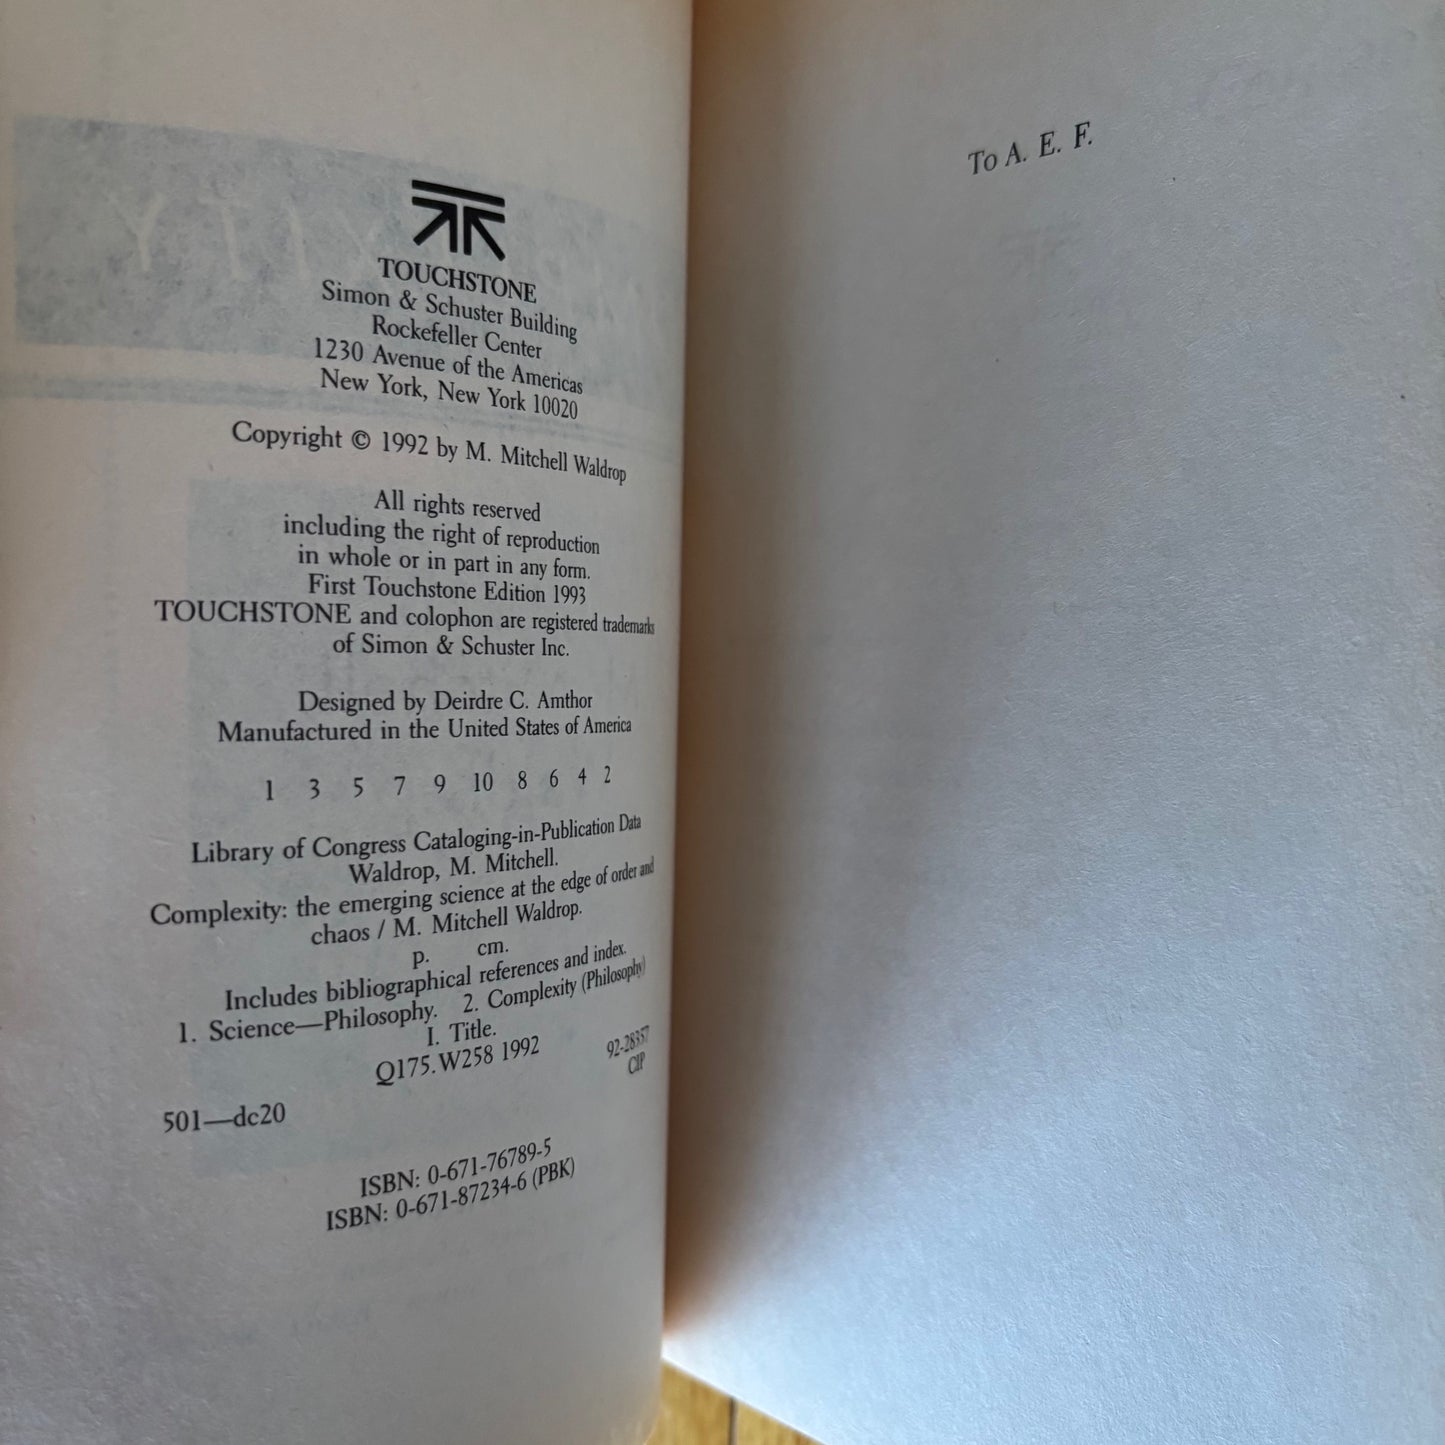 TOUCHSTONE
Simon & Schuster Building
Rockefeller Center
1230 Avenue of the Americas
New York, New York 10020
Copyright © 1992 by M. Mitchell Waldrop
All rights reserved
including the right of reproduction
in whole or in part in any form.
First Touchstone Edition 1993
TOUCHSTONE and colophon are registered trademarks
of Simon & Schuster Inc.
Designed by Deirdre C. Amthor
Manufactured in the United States of America
1 3 5 7 9 10 8 6 4 2
Library of Congress Cataloging-in-Publication Data
Waldrop, M. Mitchell.
Complexity: the emerging science at the edge of order and
chaos / M. Mitchell Waldrop.
p. cm.
Includes bibliographical references and index.
1. Science—Philosophy. 2. Complexity (Philosophy)
I. Title.
Q175.W258 1992 92-28357
CIP
501—dc20
ISBN: 0-671-76789-5
ISBN: 0-671-87234-6 (PBK)
To A. E. F.